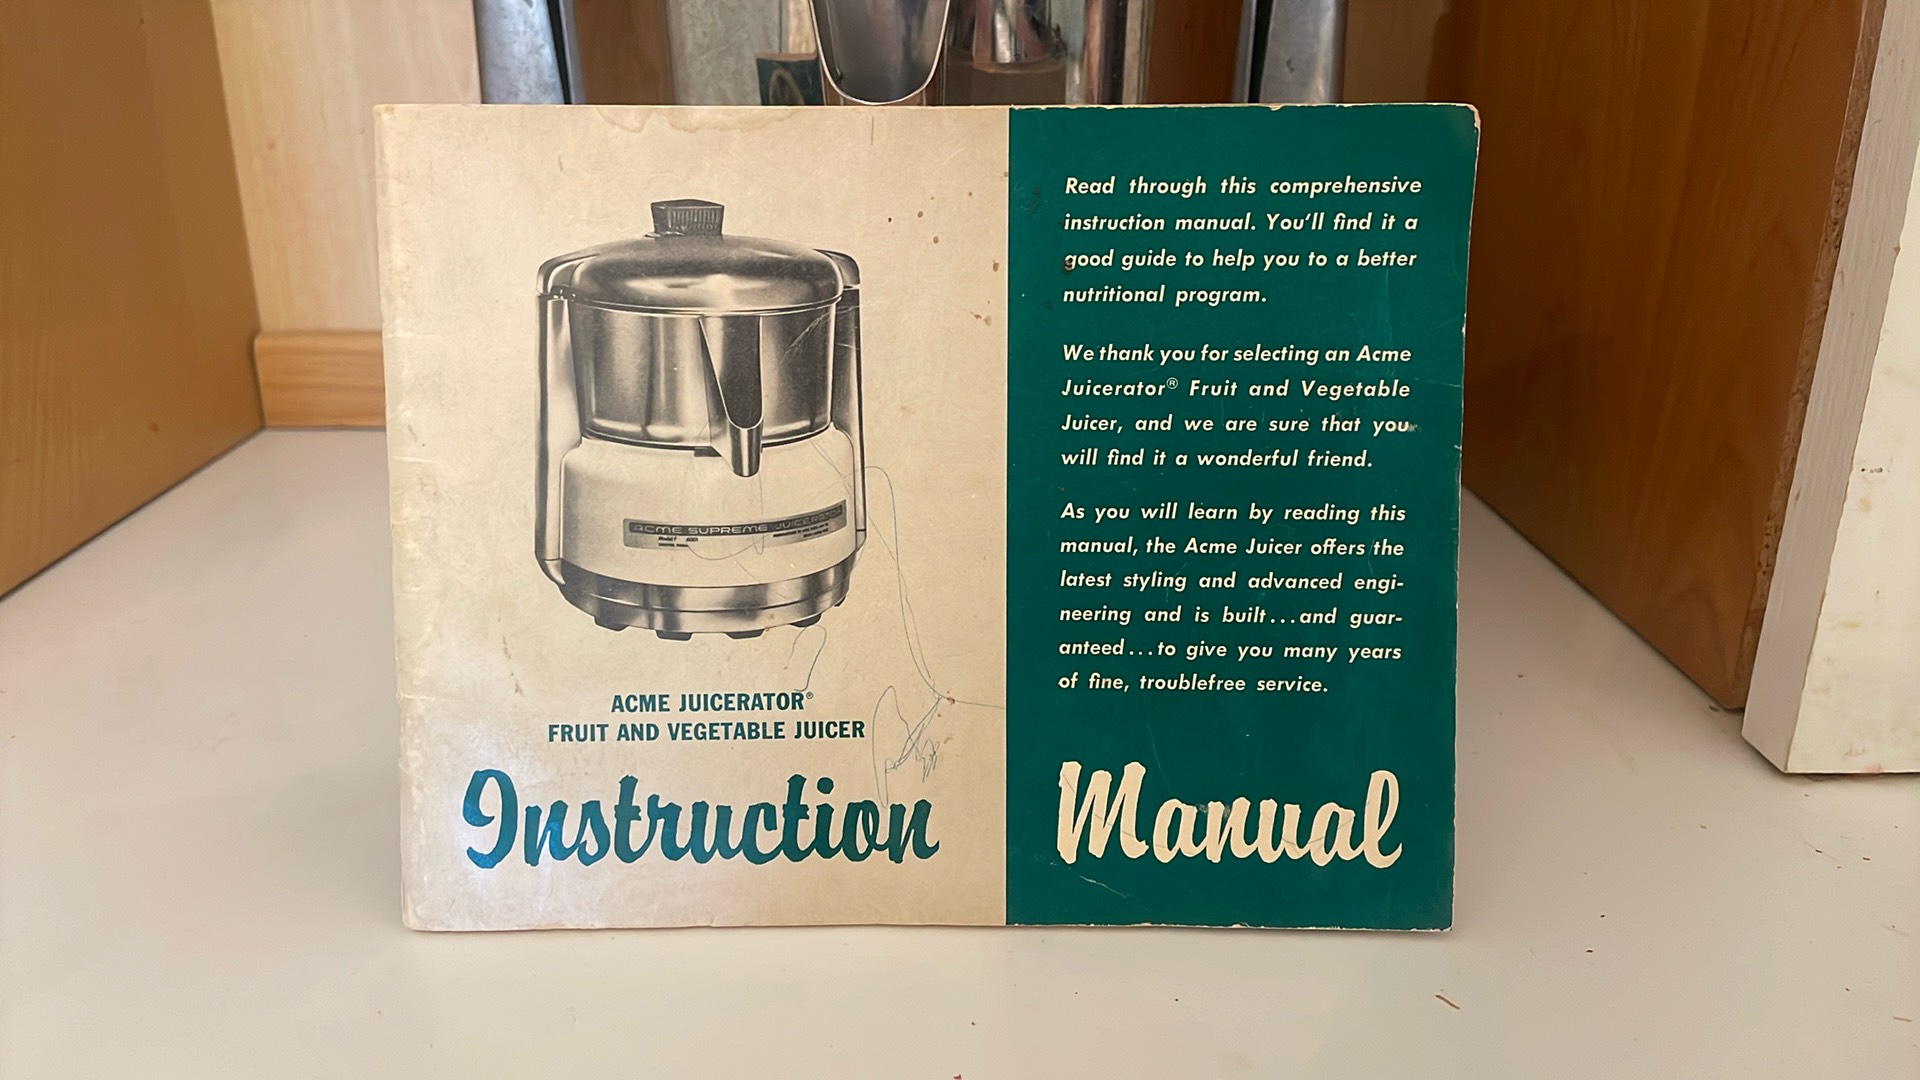 ACME SUPREME JUICERATOR
ACME JUICERATOR®
FRUIT AND VEGETABLE JUICER
Instruction
Read through this comprehensive
instruction manual. You'll find it a
good guide to help you to a better
nutritional program.
We thank you for selecting an Acme
Juicerator® Fruit and Vegetable
Juicer, and we are sure that you
will find it a wonderful friend.
As you will learn by reading this
manual, the Acme Juicer offers the
latest styling and advanced engi-
neering and is built...and guar-
anteed...to give you many years
of fine, troublefree service.
Manual